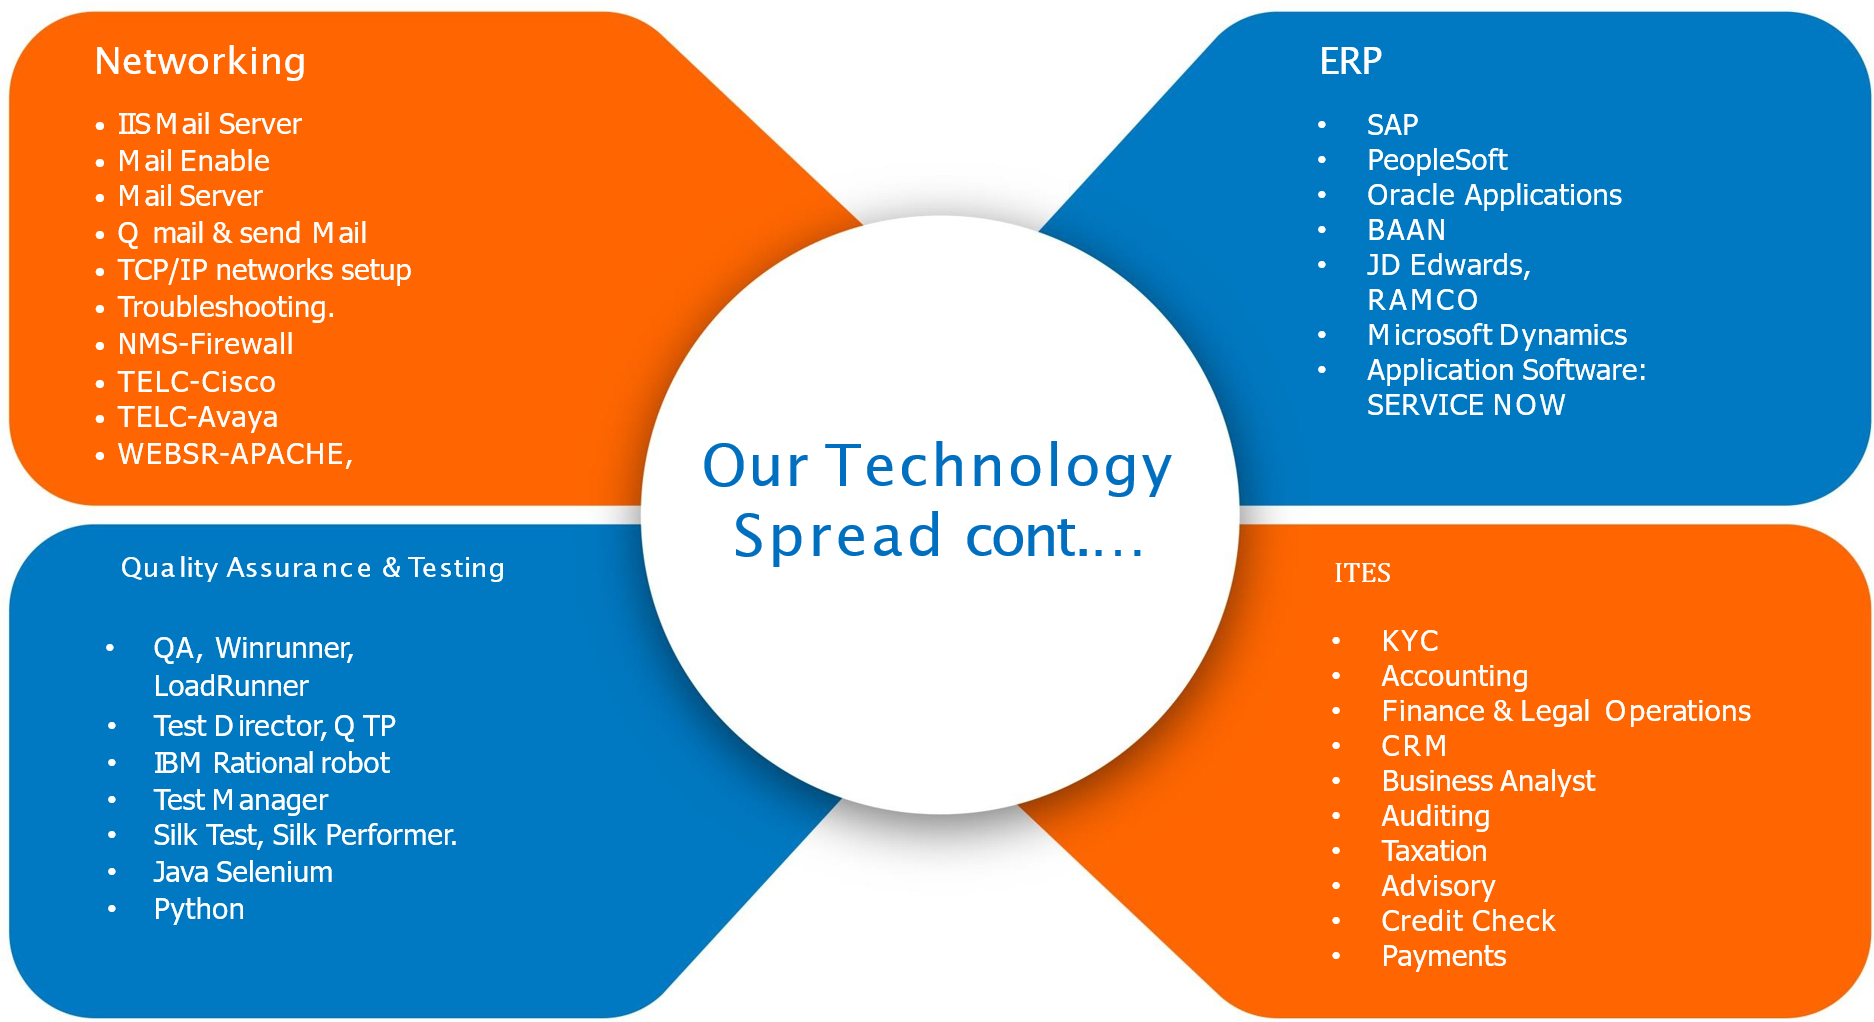 Networking
• IIS Mail Server
• Mail Enable
• Mail Server
• Q mail & send Mail
• TCP/IP networks setup
• Troubleshooting.
• NMS-Firewall
• TELC-Cisco
• TELC-Avaya
• WEBSR-APACHE,
ERP
• SAP
• PeopleSoft
• Oracle Applications
• BAAN
• JD Edwards,
RAMCO
• Microsoft Dynamics
• Application Software:
SERVICE NOW
Our Technology
Spread cont.…
Quality Assurance & Testing
• QA, Winrunner,
LoadRunner
• Test Director, Q TP
• IBM Rational robot
• Test Manager
• Silk Test, Silk Performer.
• Java Selenium
• Python
ITES
• KYC
• Accounting
• Finance & Legal Operations
• CRM
• Business Analyst
• Auditing
• Taxation
• Advisory
• Credit Check
• Payments